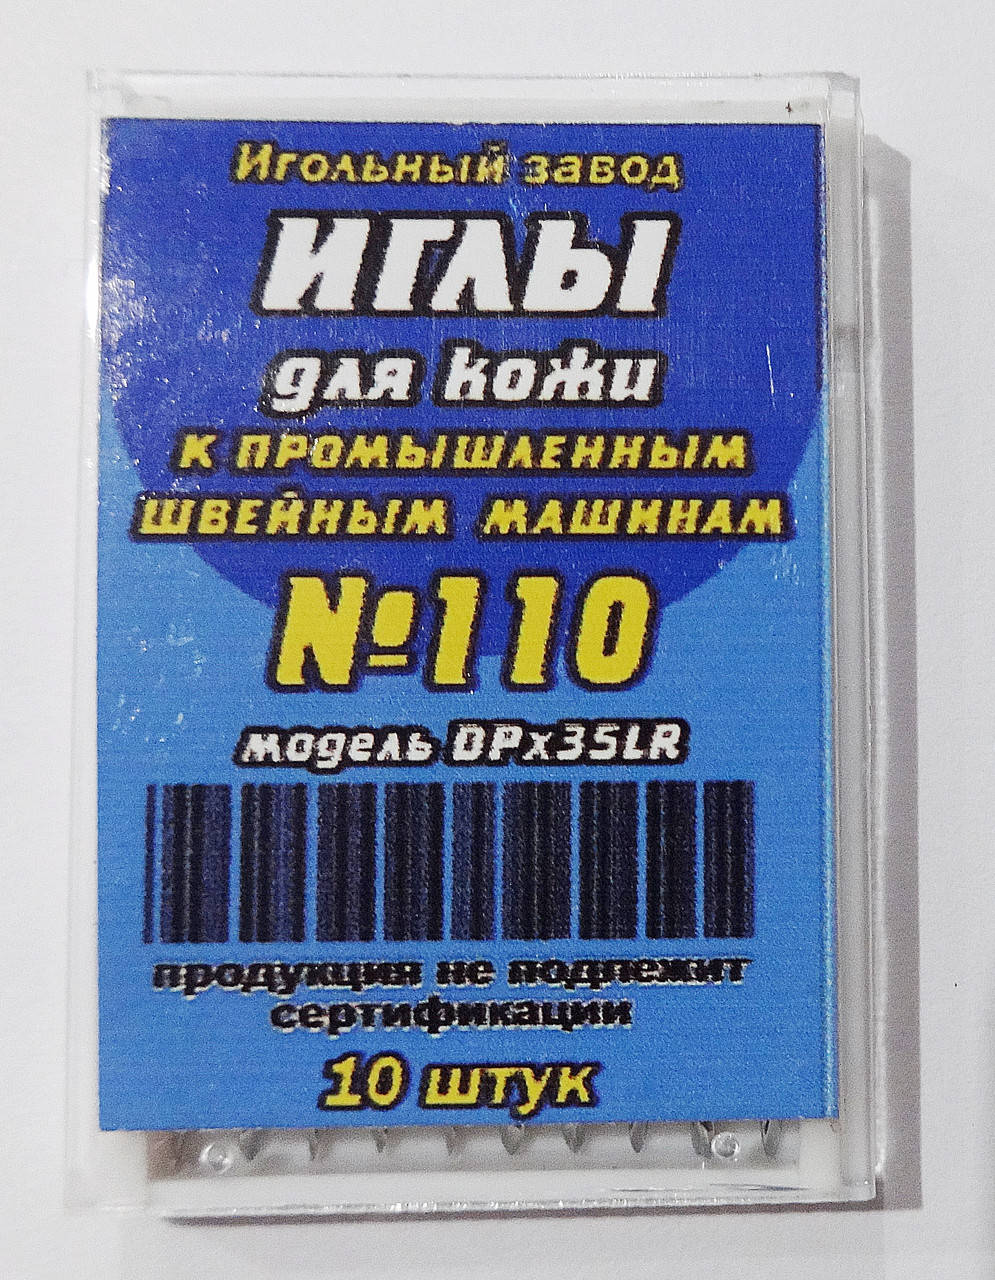 Игольный завод
ИГЛЫ
для кожи
К ПРОМЫШЛЕННЫМ
ШВЕЙНЫМ МАШИНАМ
№110
модель DPx35LR
продукция не подлежит
сертификации
10 штук